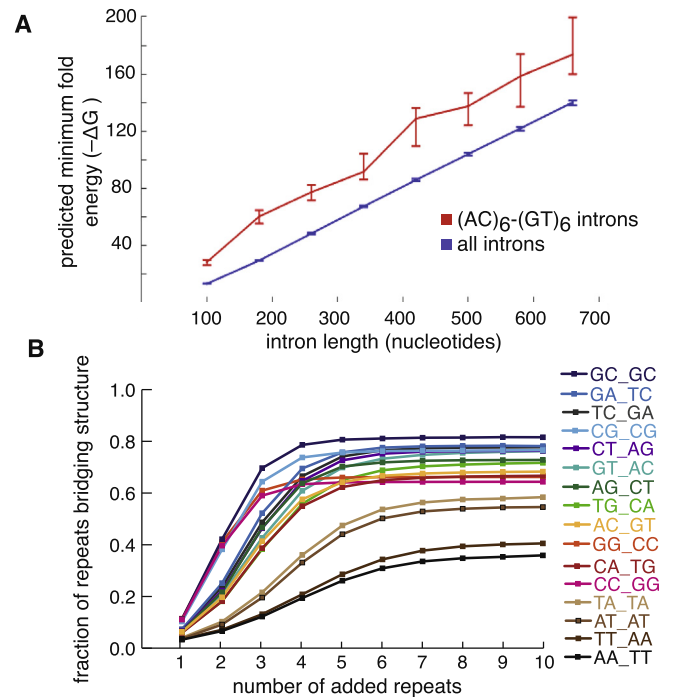 A
predicted minimum fold
energy (−ΔG )
200
160
120
80
40
(AC)6-(GT)6 introns
all introns
100 200 300 400 500 600 700
intron length (nucleotides)
B
fraction of repeats bridging structure
1.0
0.8
0.6
0.4
0.2
0.0
1 2 3 4 5 6 7 8 9 10
number of added repeats
GC_GC
GA_TC
TC_GA
CG_CG
CT_AG
GT_AC
AG_CT
TG_CA
AC_GT
GG_CC
CA_TG
CC_GG
TA_TA
AT_AT
TT_AA
AA_TT